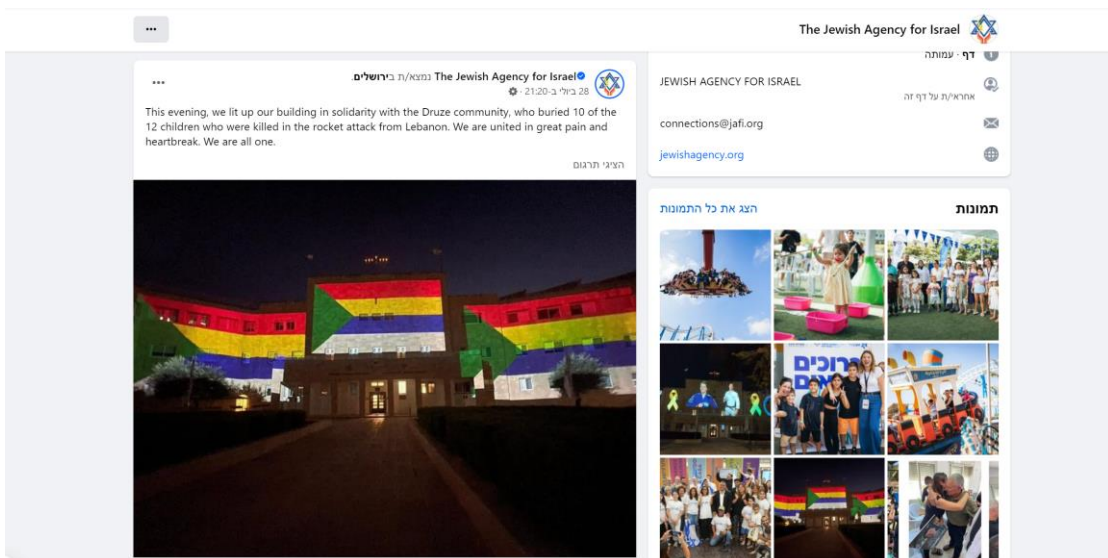 The Jewish Agency for Israel
The Jewish Agency for Israel נמצא/ת בירושלים.
28 ביולי ב-21:20
This evening, we lit up our building in solidarity with the Druze community, who buried 10 of the
12 children who were killed in the rocket attack from Lebanon. We are united in great pain and
heartbreak. We are all one.
הציגי תרגום
דף · עמותה
JEWISH AGENCY FOR ISRAEL
אחראי/ת על דף זה
connections@jafi.org
jewishagency.org
תמונות
הצג את כל התמונות
ברוכים